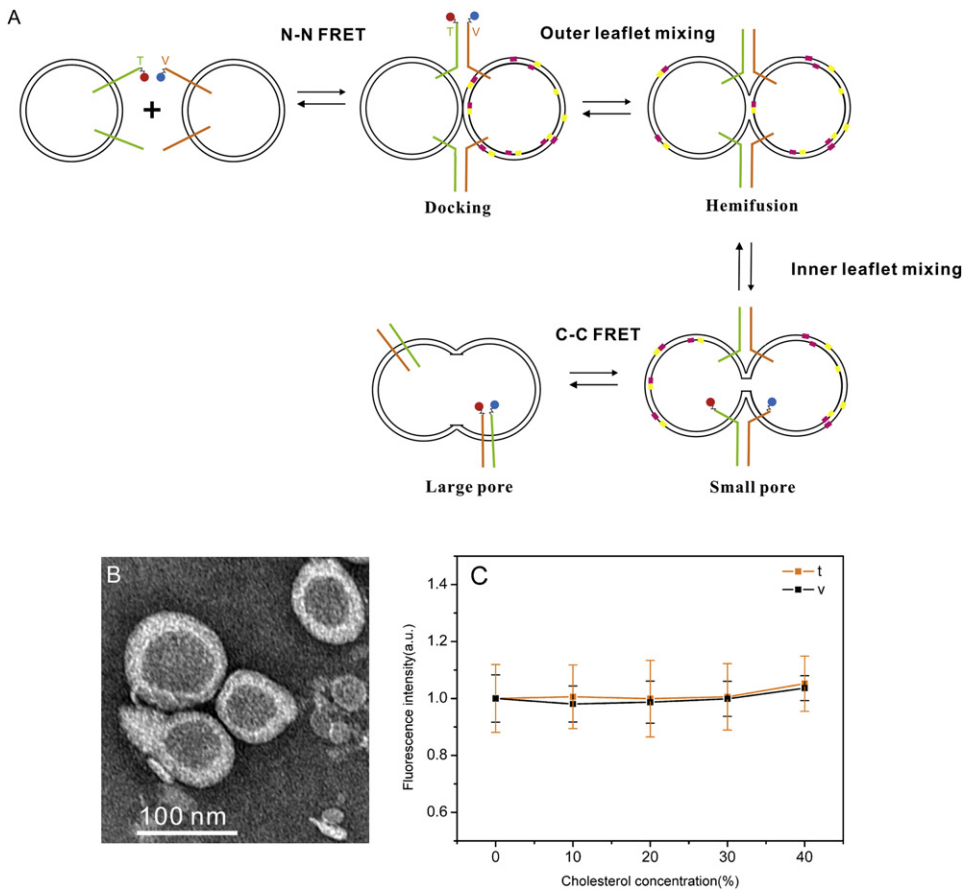 A
N-N FRET
Outer leaflet mixing
T V
T V
Docking
Hemifusion
Inner leaflet mixing
C-C FRET
Large pore
Small pore
B
100 nm
C
t
v
Fluorescence intensity(a.u.)
1.4
1.2
1.0
0.8
0.6
0 10 20 30 40
Cholesterol concentration(%)